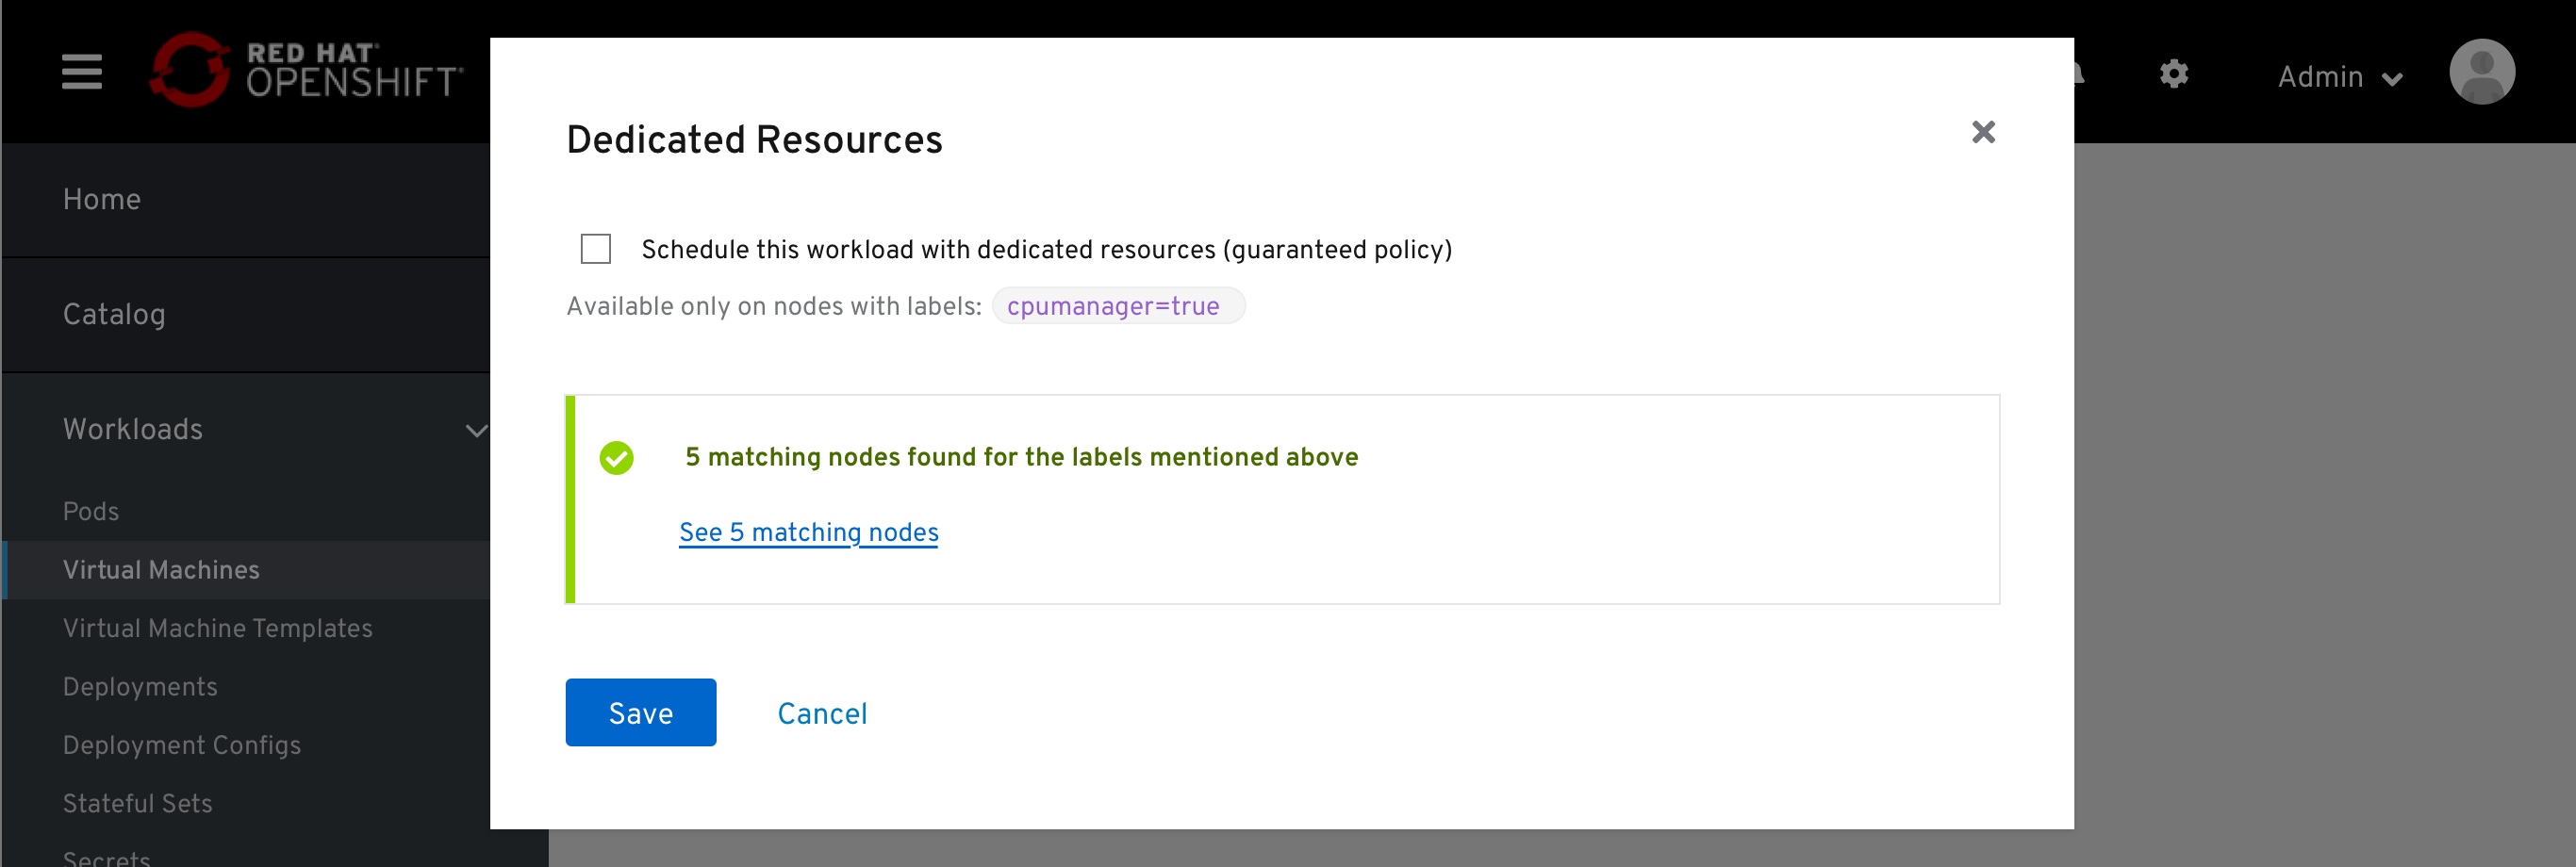 RED HAT
OPENSHIFT
Admin
Home
Catalog
Workloads
Pods
Virtual Machines
Virtual Machine Templates
Deployments
Deployment Configs
Stateful Sets
Secrets
Dedicated Resources
Schedule this workload with dedicated resources (guaranteed policy)
Available only on nodes with labels: cpumanager=true
5 matching nodes found for the labels mentioned above
See 5 matching nodes
Save Cancel